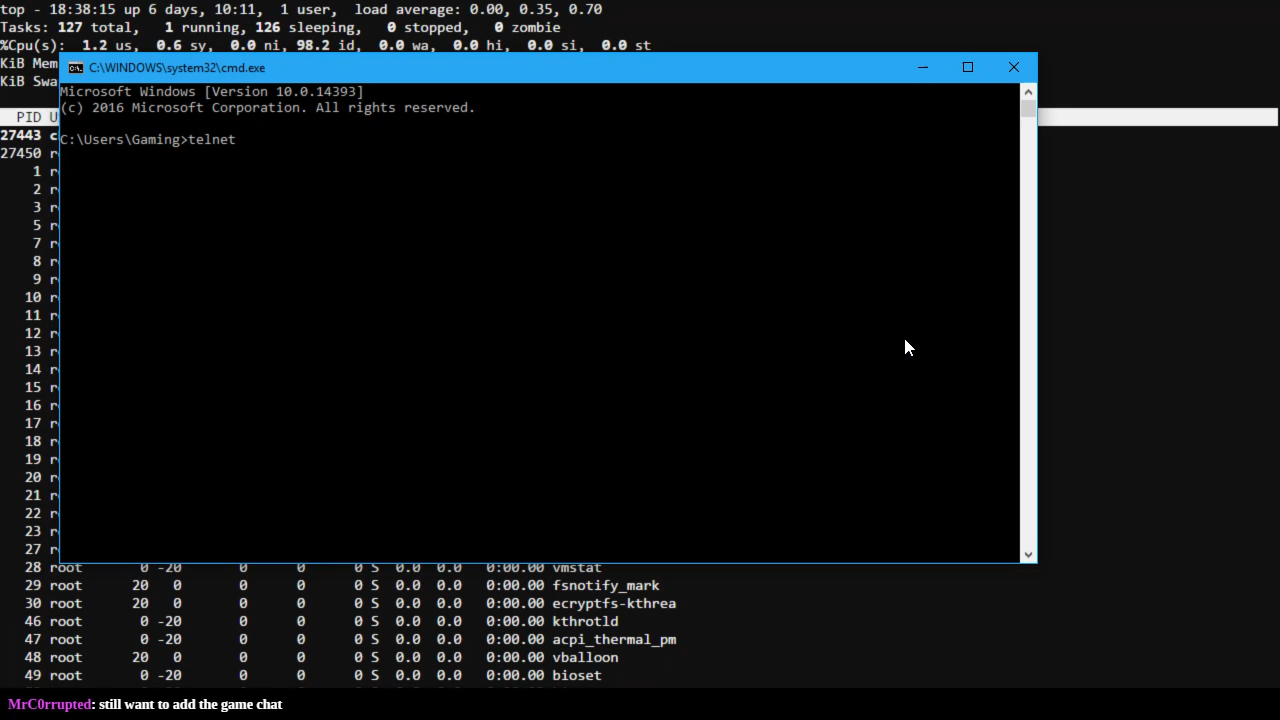 top - 18:38:15 up 6 days, 10:11, 1 user, load average: 0.00, 0.35, 0.70
Tasks: 127 total, 1 running, 126 sleeping, 0 stopped, 0 zombie
%Cpu(s): 1.2 us, 0.6 sy, 0.0 ni, 98.2 id, 0.0 wa, 0.0 hi, 0.0 si, 0.0 st
KiB Mem
KiB Swa
C:\WINDOWS\system32\cmd.exe
Microsoft Windows [Version 10.0.14393]
(c) 2016 Microsoft Corporation. All rights reserved.
C:\Users\Gaming>telnet
PID U
27443 c
27450 r
1 r
2 r
3 r
5 r
7 r
8 r
9 r
10 r
11 r
12 r
13 r
14 r
15 r
16 r
17 r
18 r
19 r
20 r
21 r
22 r
23 r
27 r
28 root 0 -20 0 0 0 S 0.0 0.0 0:00.00 vmstat
29 root 20 0 0 0 0 S 0.0 0.0 0:00.00 fsnotify_mark
30 root 20 0 0 0 0 S 0.0 0.0 0:00.00 ecryptfs-kthrea
46 root 0 -20 0 0 0 S 0.0 0.0 0:00.00 kthrotld
47 root 0 -20 0 0 0 S 0.0 0.0 0:00.00 acpi_thermal_pm
48 root 20 0 0 0 0 S 0.0 0.0 0:00.00 vballoon
49 root 0 -20 0 0 0 S 0.0 0.0 0:00.00 bioset
MrC0rrupted: still want to add the game chat